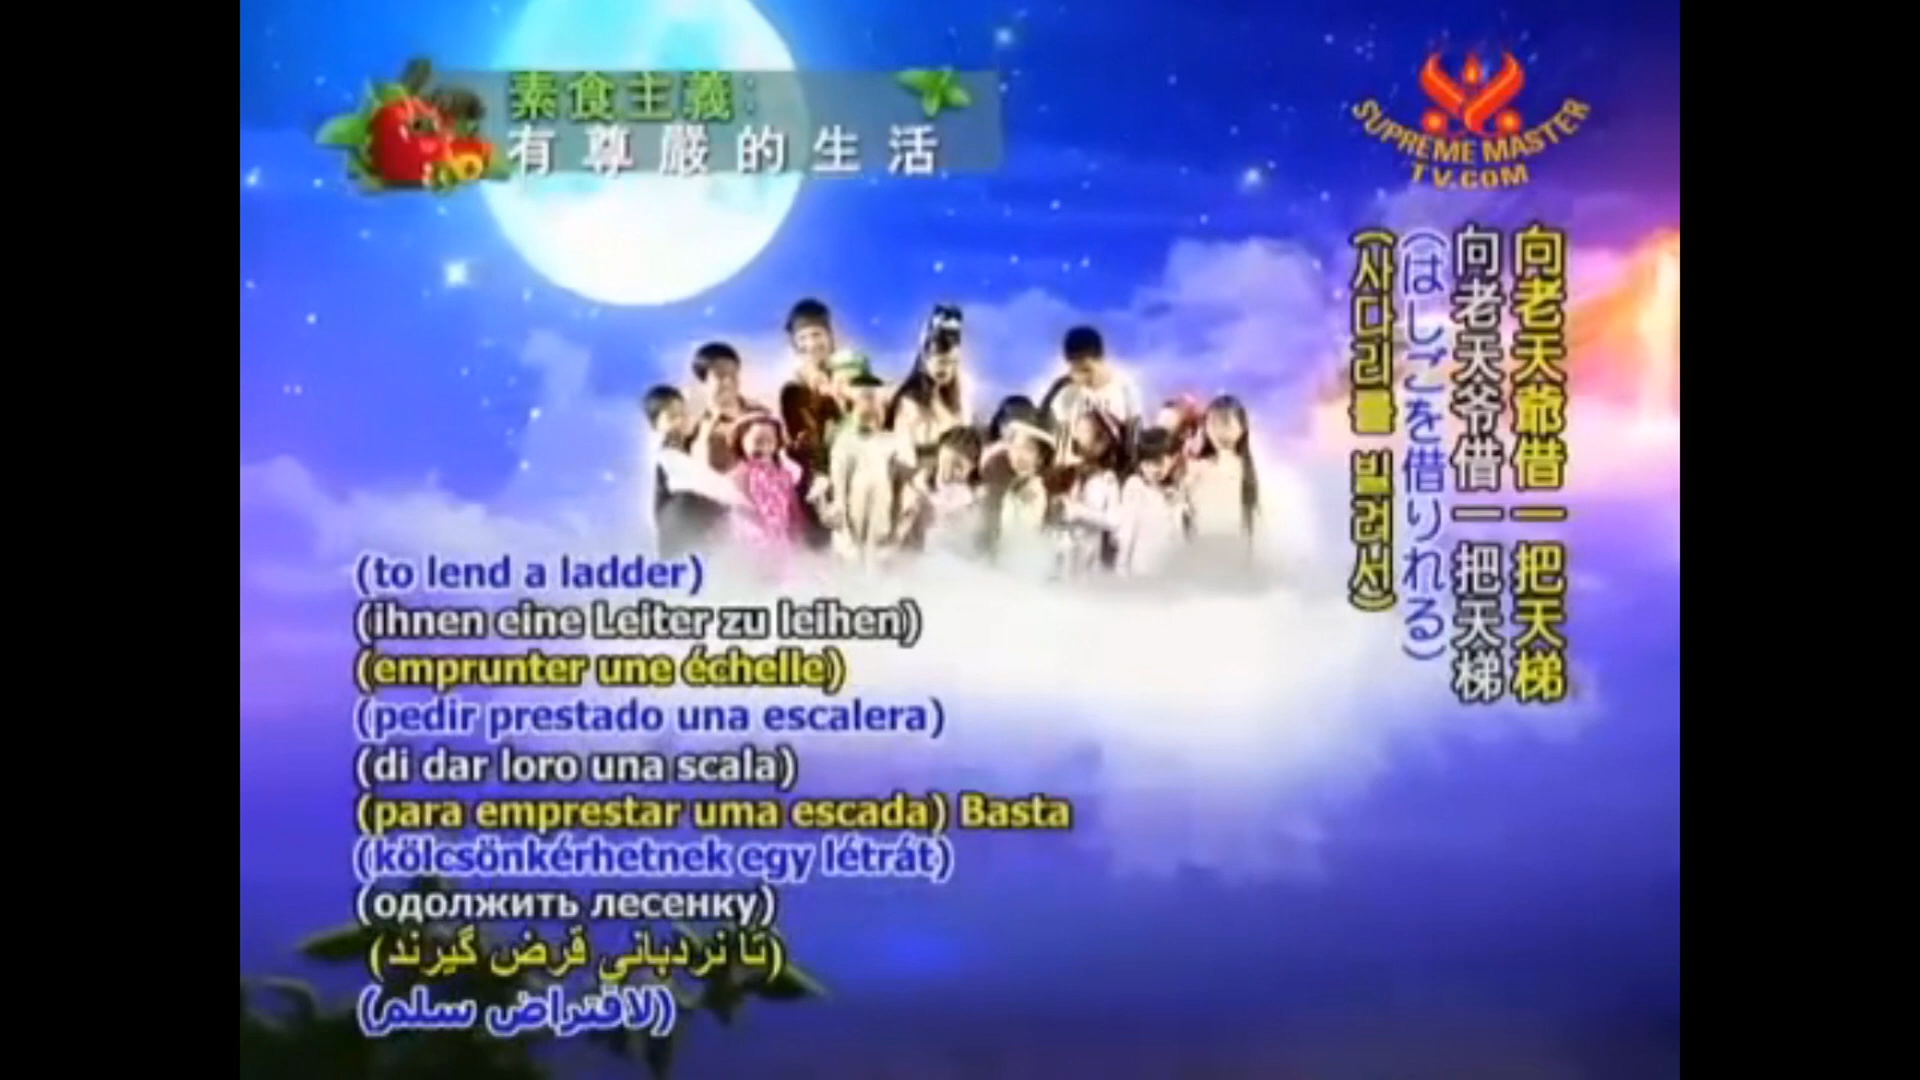 素食主義：
有尊嚴的生活
SUPREME MASTER
TV.COM
向老天爺借一把天梯
向老天爷借一把天梯
(はしごを借りれる)
(사다리를 빌려서)
(to lend a ladder)
(ihnen eine Leiter zu leihen)
(emprunter une échelle)
(pedir prestado una escalera)
(di dar loro una scala)
(para emprestar uma escada) Basta
(kölcsönkérhetnek egy létrát)
(одолжить лесенку)
(تا نردباني قرض گيرند)
(لاقتراض سلم)